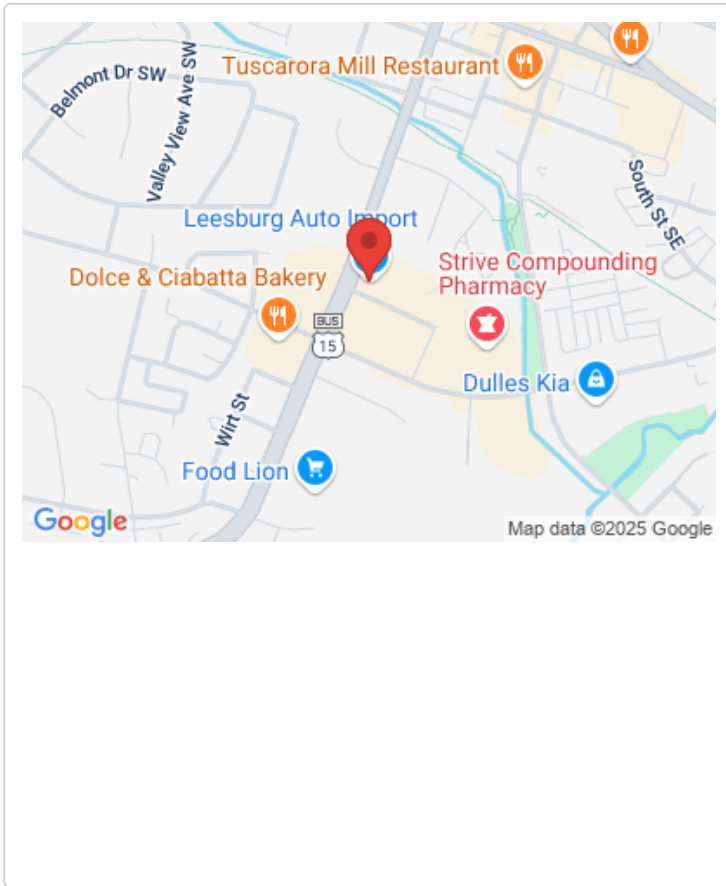 Tuscarora Mill Restaurant
Belmont Dr SW
Valley View Ave SW
South St SE
Leesburg Auto Import
Dolce & Ciabatta Bakery
Strive Compounding
Pharmacy
BUS
15
Dulles Kia
Wirt St
Food Lion
Google
Map data ©2025 Google